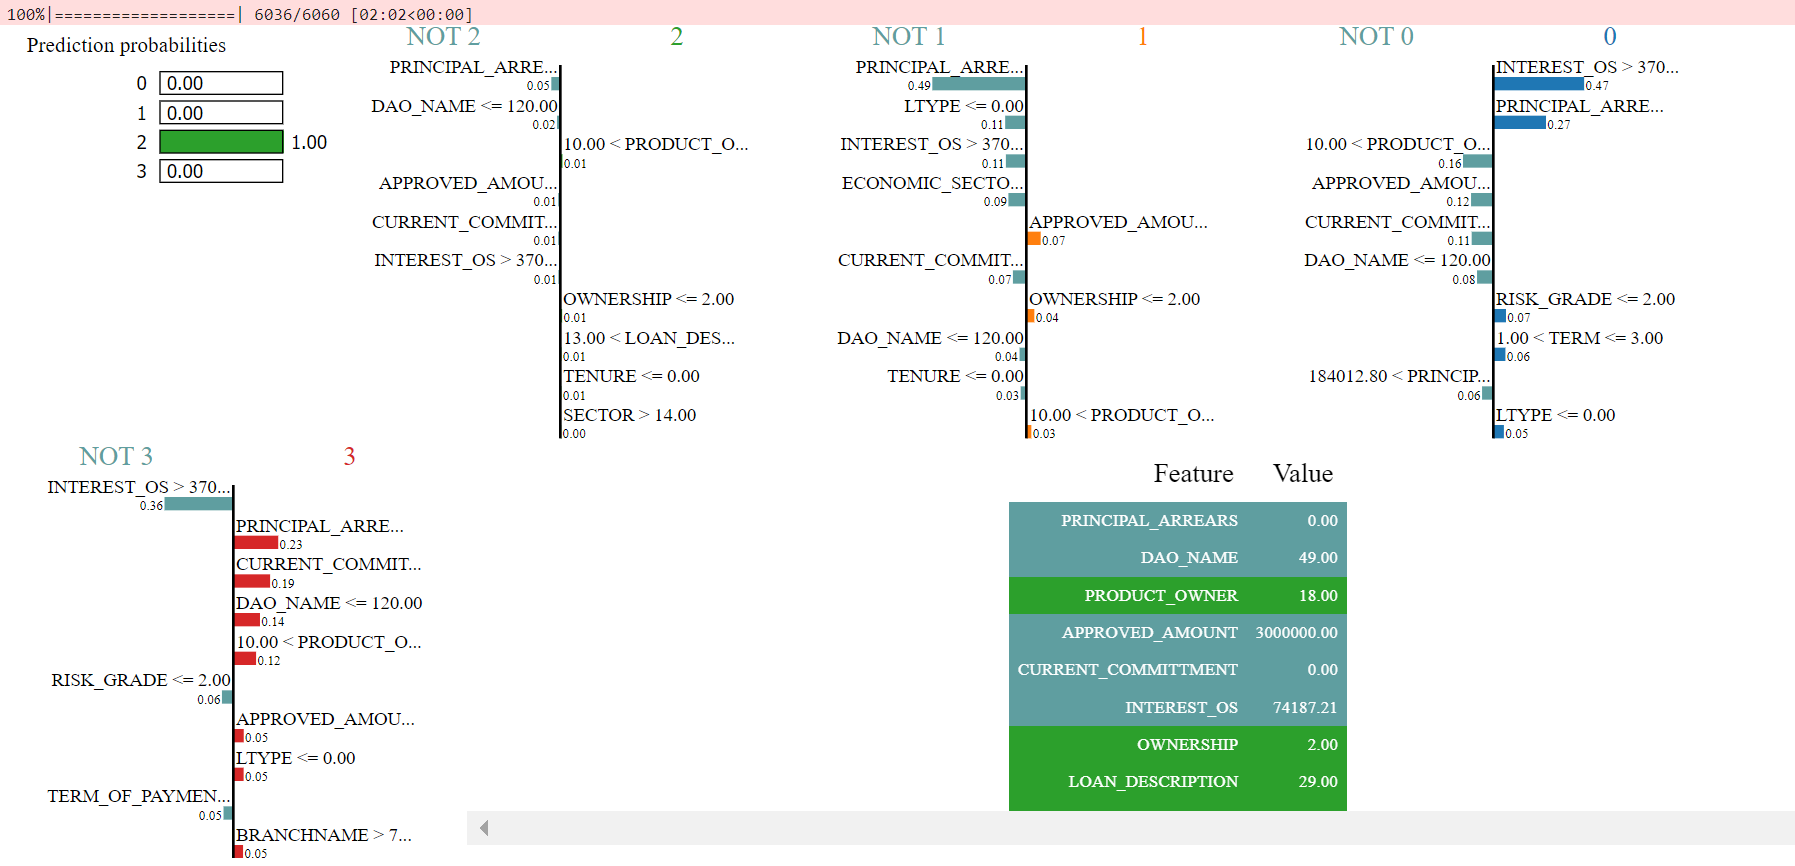 100%|===================| 6036/6060 [02:02<00:00]
Prediction probabilities
0 0.00
1 0.00
2 1.00
3 0.00
NOT 2 2
PRINCIPAL_ARRE...
0.05
DAO_NAME <= 120.00
0.02
10.00 < PRODUCT_O...
0.01
APPROVED_AMOU...
0.01
CURRENT_COMMIT...
0.01
INTEREST_OS > 370...
0.01
OWNERSHIP <= 2.00
0.01
13.00 < LOAN_DES...
0.01
TENURE <= 0.00
0.01
SECTOR > 14.00
0.00
NOT 1 1
PRINCIPAL_ARRE...
0.49
LTYPE <= 0.00
0.11
INTEREST_OS > 370...
0.11
ECONOMIC_SECTO...
0.09
APPROVED_AMOU...
0.07
CURRENT_COMMIT...
0.07
OWNERSHIP <= 2.00
0.04
DAO_NAME <= 120.00
0.04
TENURE <= 0.00
0.03
10.00 < PRODUCT_O...
0.03
NOT 0 0
INTEREST_OS > 370...
0.47
PRINCIPAL_ARRE...
0.27
10.00 < PRODUCT_O...
0.16
APPROVED_AMOU...
0.12
CURRENT_COMMIT...
0.11
DAO_NAME <= 120.00
0.08
RISK_GRADE <= 2.00
0.07
1.00 < TERM <= 3.00
0.06
184012.80 < PRINCIP...
0.06
LTYPE <= 0.00
0.05
NOT 3 3
INTEREST_OS > 370...
0.36
PRINCIPAL_ARRE...
0.23
CURRENT_COMMIT...
0.19
DAO_NAME <= 120.00
0.14
10.00 < PRODUCT_O...
0.12
RISK_GRADE <= 2.00
0.06
APPROVED_AMOU...
0.05
LTYPE <= 0.00
0.05
TERM_OF_PAYMEN...
0.05
BRANCHNAME > 7...
0.05
Feature Value
PRINCIPAL_ARREARS 0.00
DAO_NAME 49.00
PRODUCT_OWNER 18.00
APPROVED_AMOUNT 3000000.00
CURRENT_COMMITTMENT 0.00
INTEREST_OS 74187.21
OWNERSHIP 2.00
LOAN_DESCRIPTION 29.00